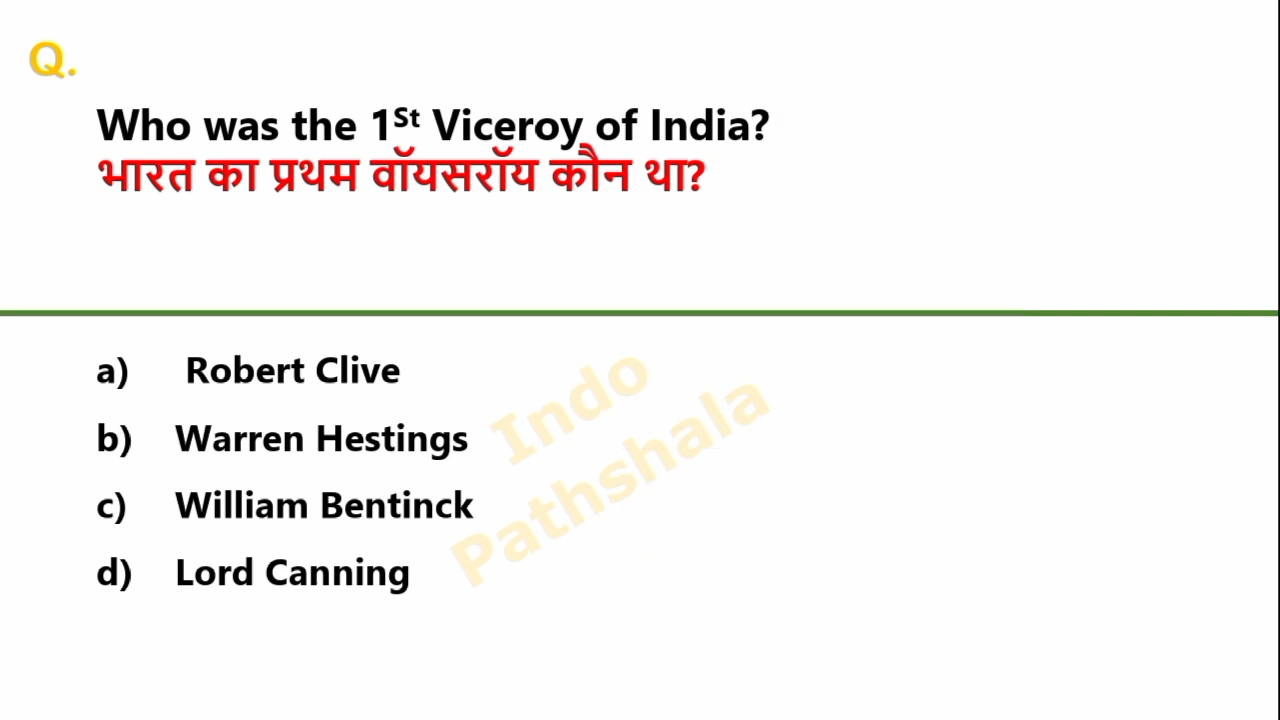 Q.
Who was the 1St Viceroy of India?
भारत का प्रथम वॉयसरॉय कौन था?
a) Robert Clive
b) Warren Hestings
c) William Bentinck
d) Lord Canning
Indo
Pathshala